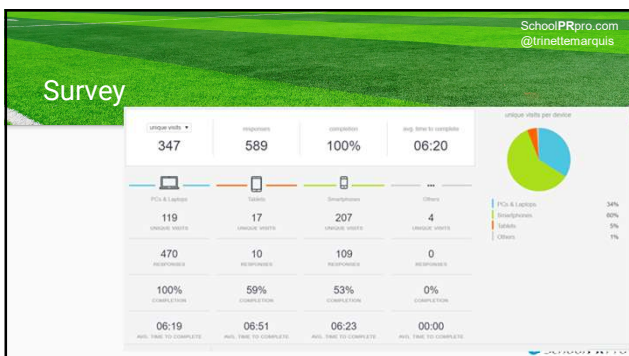 SchoolPRpro.com
@trinettemarquis
Survey
unique visits per device
unique visits ▾ responses completion avg. time to complete
347 589 100% 06:20
PCs & Laptops Tablets Smartphones Others
119 17 207 4
UNIQUE VISITS UNIQUE VISITS UNIQUE VISITS UNIQUE VISITS
470 10 109 0
RESPONSES RESPONSES RESPONSES RESPONSES
100% 59% 53% 0%
COMPLETION COMPLETION COMPLETION COMPLETION
06:19 06:51 06:23 00:00
AVG. TIME TO COMPLETE AVG. TIME TO COMPLETE AVG. TIME TO COMPLETE AVG. TIME TO COMPLETE
PCs & Laptops 34%
Smartphones 60%
Tablets 5%
Others 1%